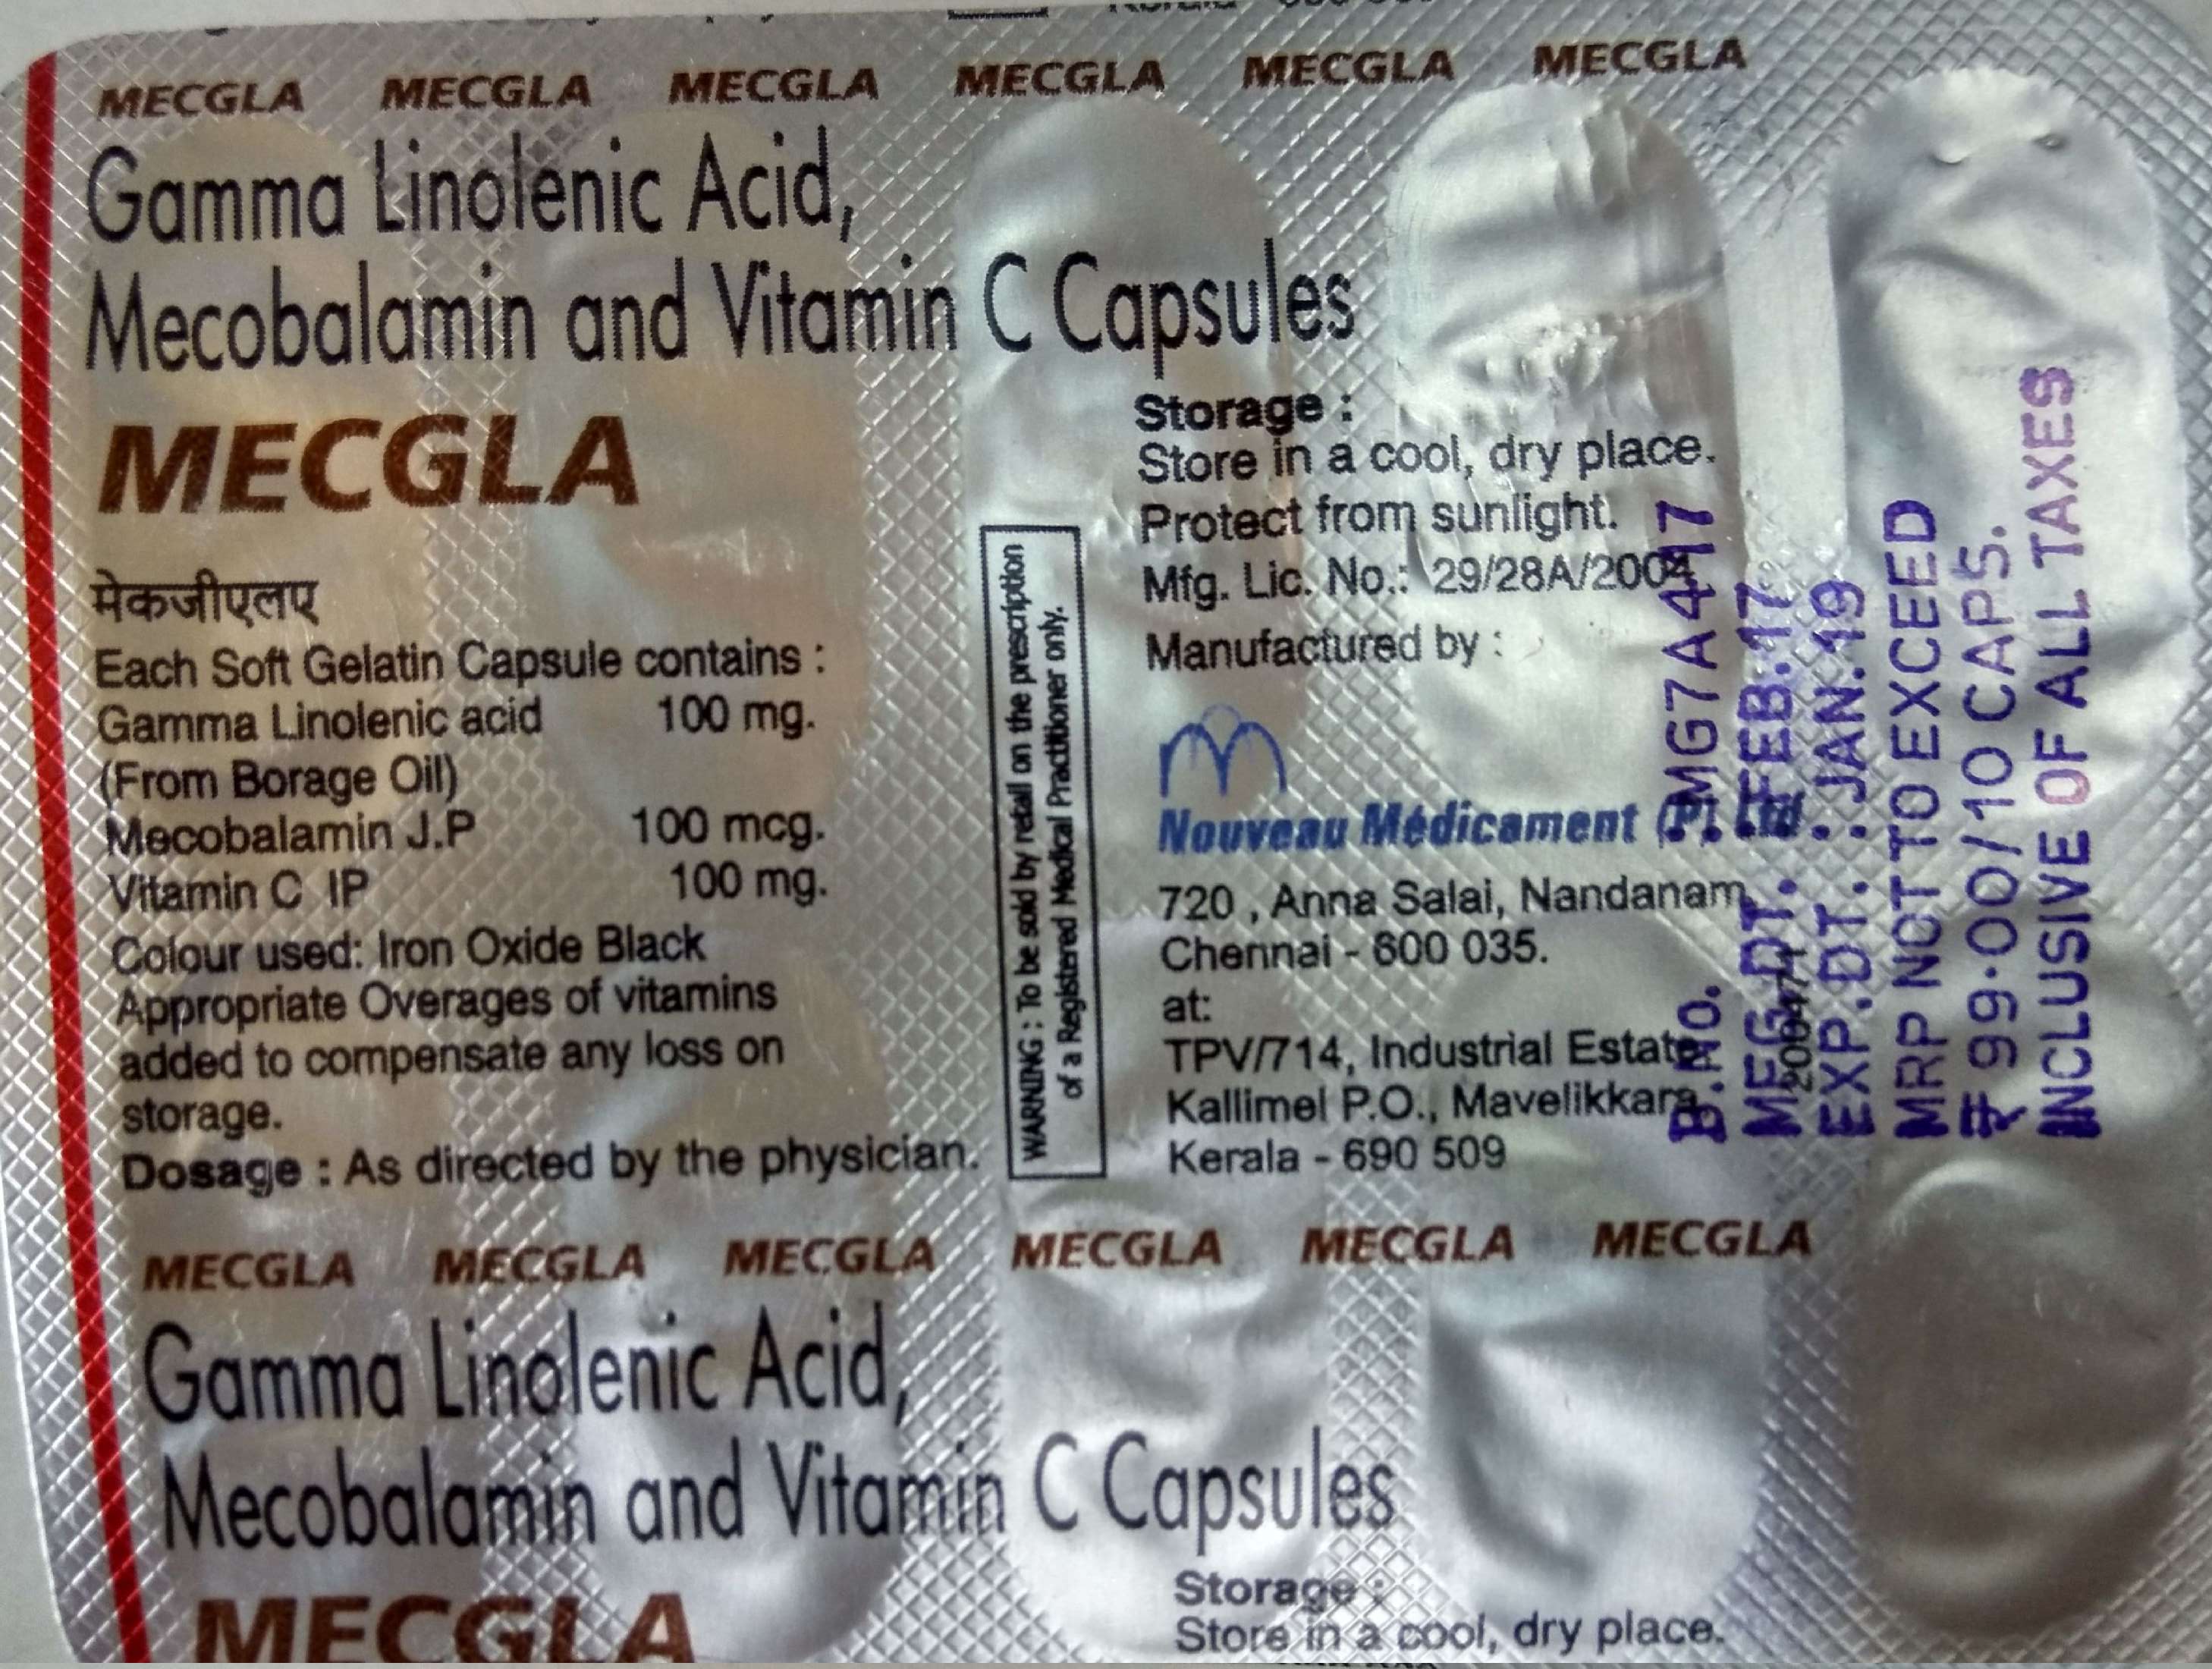 MECGLA MECGLA MECGLA MECGLA MECGLA MECGLA
Gamma Linolenic Acid,
Mecobalamin and Vitamin C Capsules
MECGLA
मेकजीएलए
Each Soft Gelatin Capsule contains :
Gamma Linolenic acid 100 mg.
(From Borage Oil)
Mecobalamin J.P 100 mcg.
Vitamin C IP 100 mg.
Colour used: Iron Oxide Black
Appropriate Overages of vitamins
added to compensate any loss on
storage.
Dosage : As directed by the physician.
WARNING : To be sold by retail on the prescription
of a Registered Medical Practitioner only.
Storage :
Store in a cool, dry place.
Protect from sunlight.
Mfg. Lic. No.: 29/28A/2004
Manufactured by :
Nouveau Médicament (P) Ltd
720 , Anna Salai, Nandanam
Chennai - 600 035.
at:
TPV/714, Industrial Estate
Kallimel P.O., Mavelikkara
Kerala - 690 509
B.NO. : MG7A4417
MFG.DT. : FEB.17
EXP.DT. : JAN.19
MRP NOT TO EXCEED
₹ 99.00/10 CAPS.
INCLUSIVE OF ALL TAXES
MECGLA MECGLA MECGLA MECGLA MECGLA MECGLA
Gamma Linolenic Acid,
Mecobalamin and Vitamin C Capsules
MECGLA
Storage :
Store in a cool, dry place.